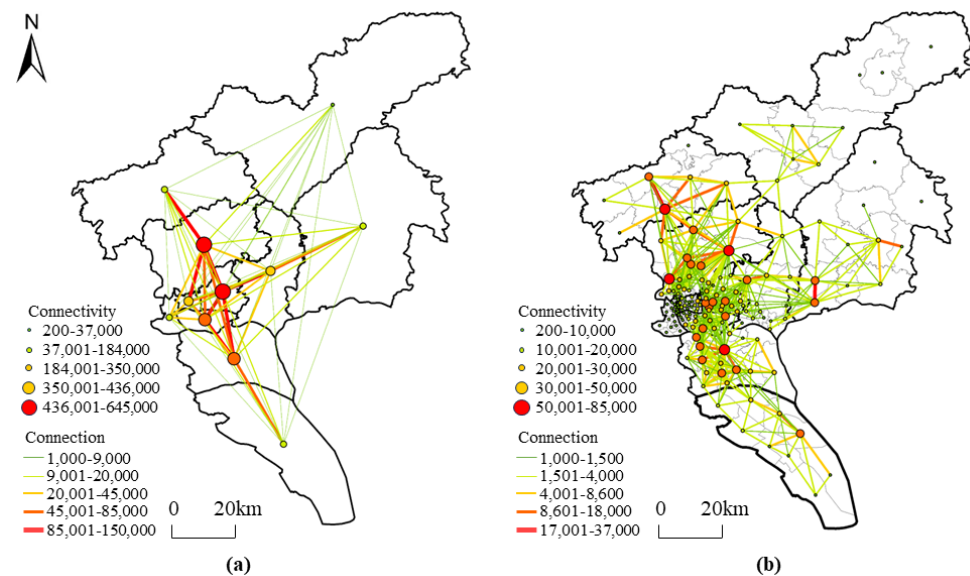 N
Connectivity
200-37,000
37,001-184,000
184,001-350,000
350,001-436,000
436,001-645,000
Connection
1,000-9,000
9,001-20,000
20,001-45,000
45,001-85,000
85,001-150,000
0 20km
(a)
Connectivity
200-10,000
10,001-20,000
20,001-30,000
30,001-50,000
50,001-85,000
Connection
1,000-1,500
1,501-4,000
4,001-8,600
8,601-18,000
17,001-37,000
0 20km
(b)